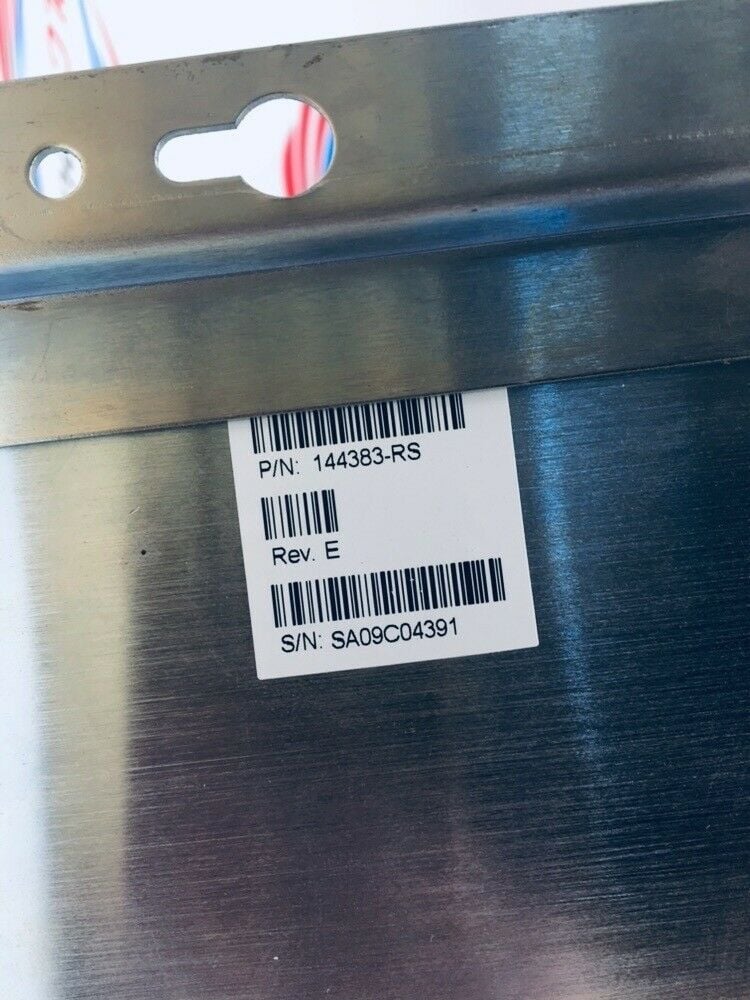 P/N: 144383-RS
Rev. E
S/N: SA09C04391